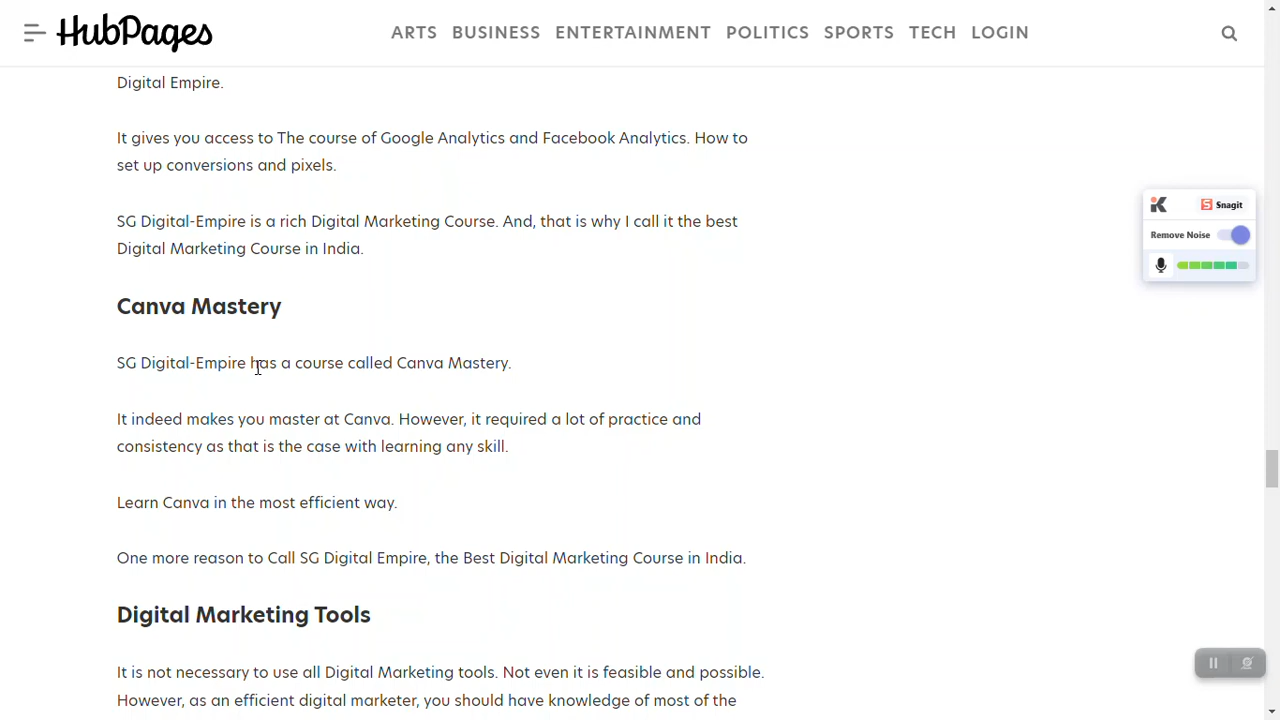 HubPages
ARTS BUSINESS ENTERTAINMENT POLITICS SPORTS TECH LOGIN
Digital Empire.
It gives you access to The course of Google Analytics and Facebook Analytics. How to
set up conversions and pixels.
SG Digital-Empire is a rich Digital Marketing Course. And, that is why I call it the best
Digital Marketing Course in India.
Snagit
Remove Noise
Canva Mastery
SG Digital-Empire has a course called Canva Mastery.
It indeed makes you master at Canva. However, it required a lot of practice and
consistency as that is the case with learning any skill.
Learn Canva in the most efficient way.
One more reason to Call SG Digital Empire, the Best Digital Marketing Course in India.
Digital Marketing Tools
It is not necessary to use all Digital Marketing tools. Not even it is feasible and possible.
However, as an efficient digital marketer, you should have knowledge of most of the